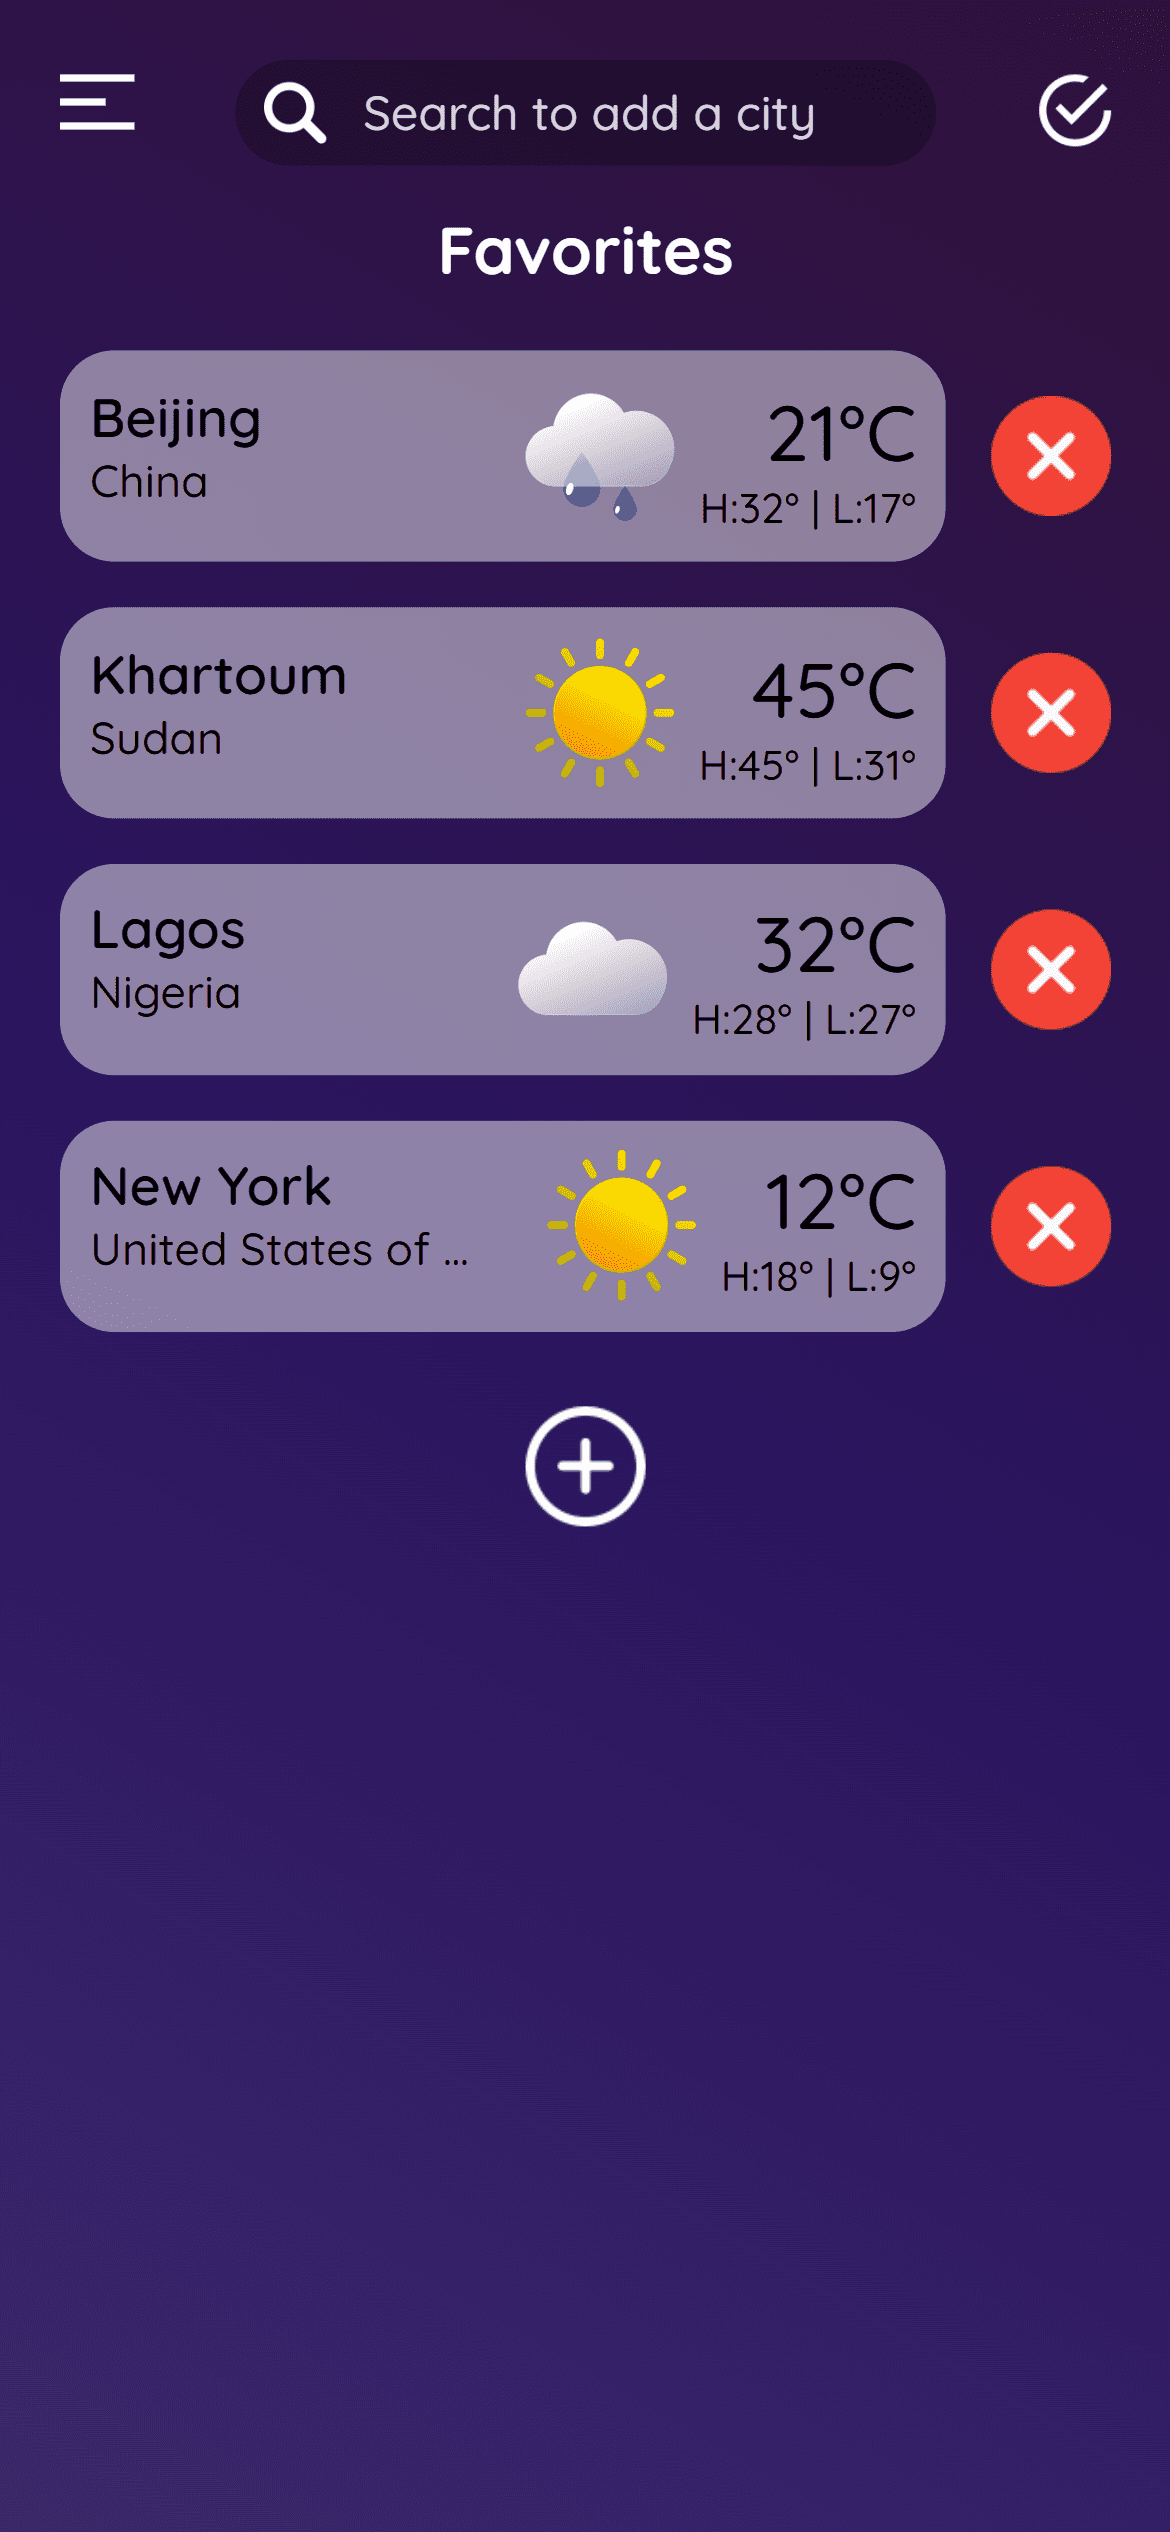 Search to add a city
Favorites
Beijing
China
21°C
H:32° | L:17°
Khartoum
Sudan
45°C
H:45° | L:31°
Lagos
Nigeria
32°C
H:28° | L:27°
New York
United States of ...
12°C
H:18° | L:9°